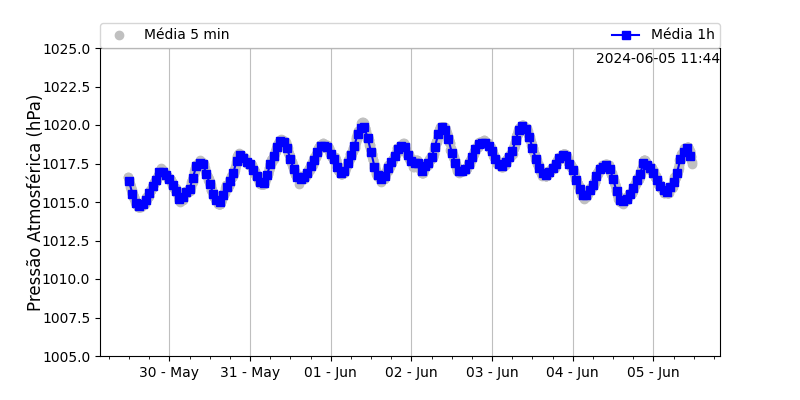 Média 5 min
Média 1h
2024-06-05 11:44
Pressão Atmosférica (hPa)
1025.0
1022.5
1020.0
1017.5
1015.0
1012.5
1010.0
1007.5
1005.0
30 - May
31 - May
01 - Jun
02 - Jun
03 - Jun
04 - Jun
05 - Jun